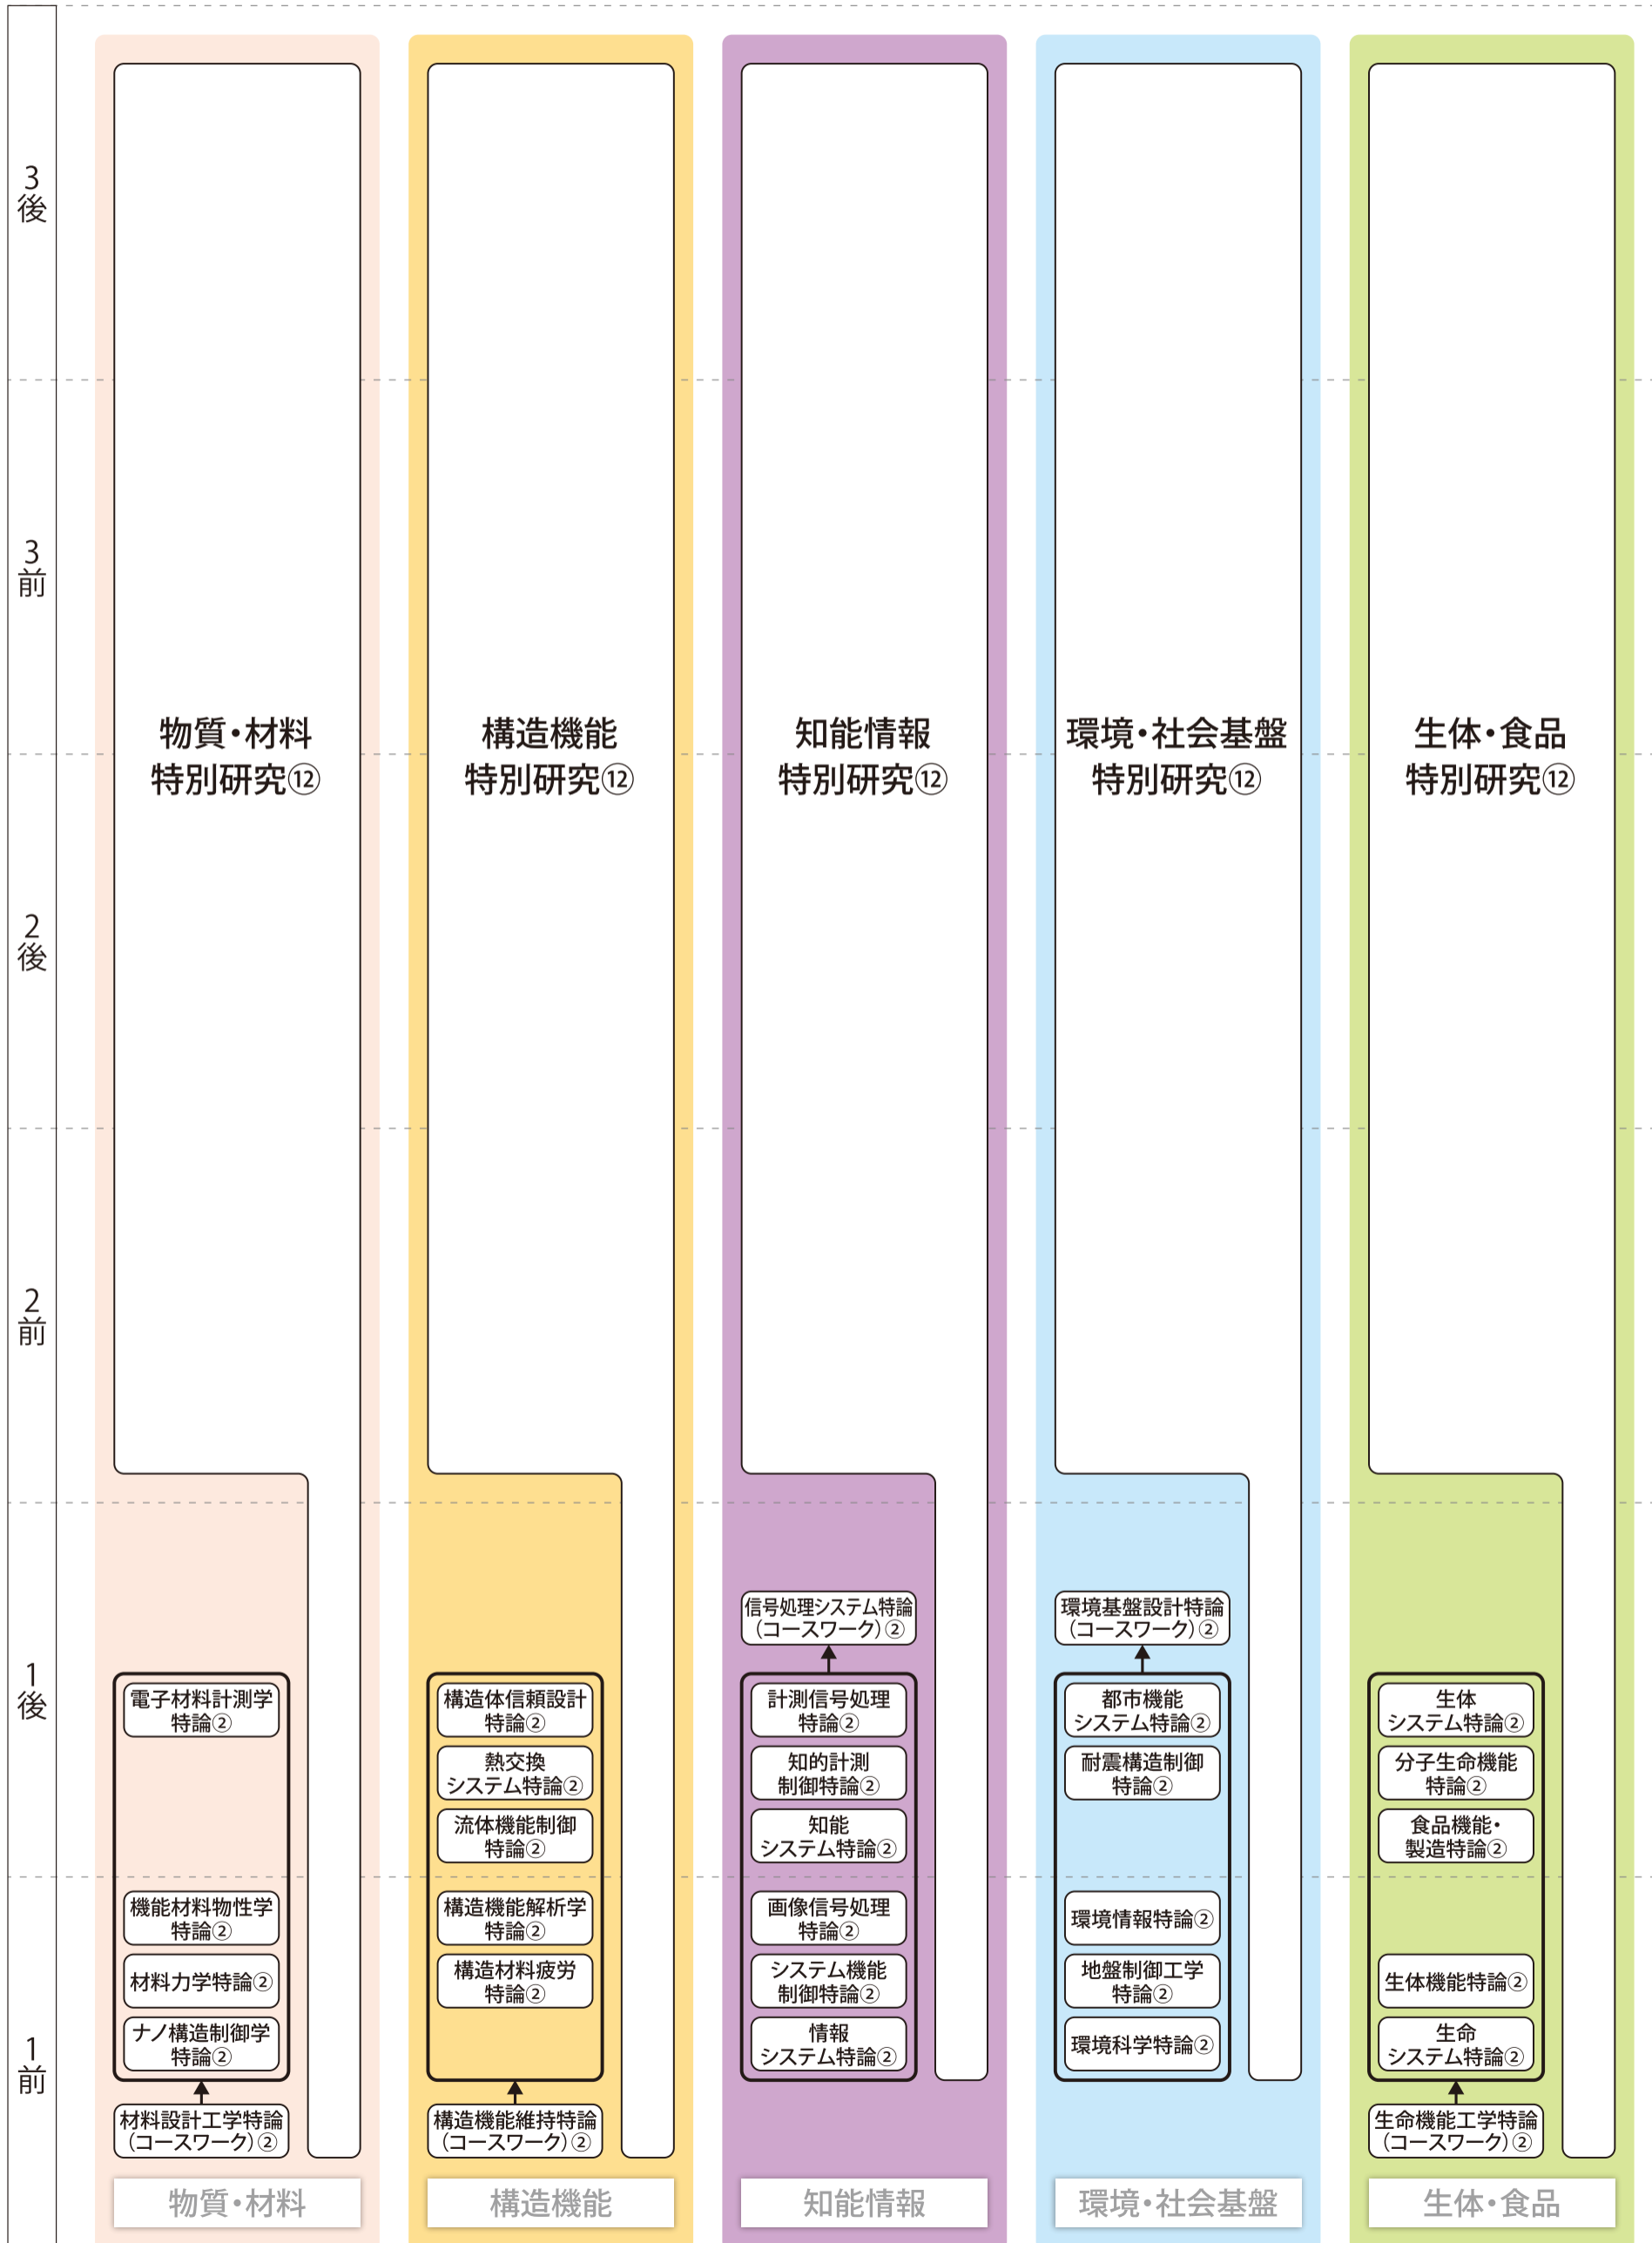 3
後
3
前
2
後
2
前
1
後
1
前
物質・材料
特別研究⑫
電子材料計測学
特論②
機能材料物性学
特論②
材料力学特論②
ナノ構造制御学
特論②
材料設計工学特論
（コースワーク）②
物質・材料
構造機能
特別研究⑫
構造体信頼設計
特論②
熱交換
システム特論②
流体機能制御
特論②
構造機能解析学
特論②
構造材料疲労
特論②
構造機能維持特論
（コースワーク）②
構造機能
知能情報
特別研究⑫
信号処理システム特論
（コースワーク）②
計測信号処理
特論②
知的計測
制御特論②
知能
システム特論②
画像信号処理
特論②
システム機能
制御特論②
情報
システム特論②
知能情報
環境・社会基盤
特別研究⑫
環境基盤設計特論
（コースワーク）②
都市機能
システム特論②
耐震構造制御
特論②
環境情報特論②
地盤制御工学
特論②
環境科学特論②
環境・社会基盤
生体・食品
特別研究⑫
生体
システム特論②
分子生命機能
特論②
食品機能・
製造特論②
生体機能特論②
生命
システム特論②
生命機能工学特論
（コースワーク）②
生体・食品